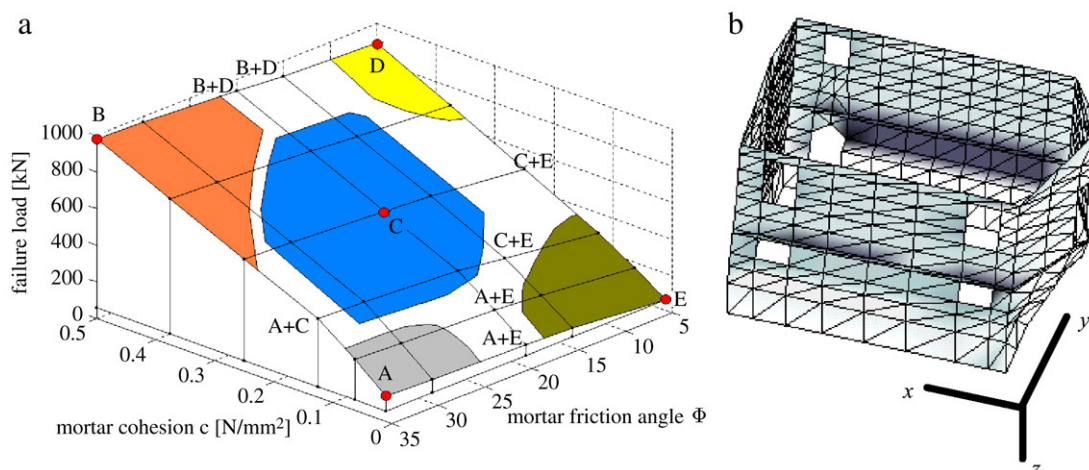 a
b
D
B+D
B+D
B
1000
800
600
400
200
0
failure load [kN]
C+E
C
C+E
A+E
E
A+C
A+E
A
0.5
0.4
0.3
0.2
0.1
0
mortar cohesion c [N/mm²]
5
10
15
20
25
30
35
mortar friction angle Φ
y
x
z